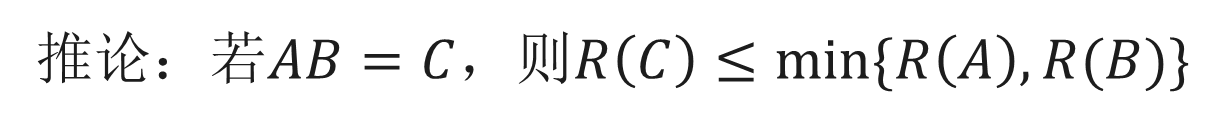 推论：若AB = C，则R(C) ≤ min{R(A), R(B)}